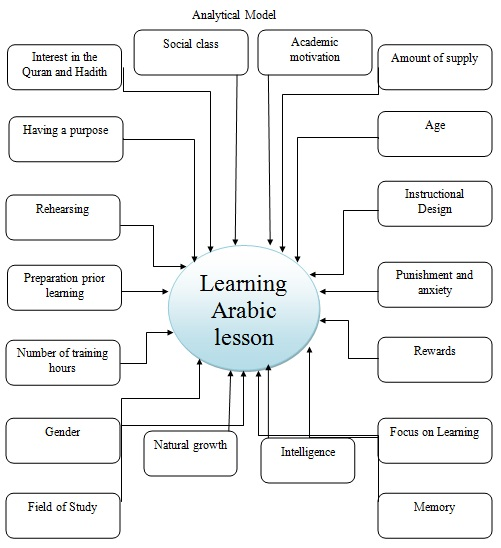 Analytical Model
Interest in the
Quran and Hadith
Social class
Academic
motivation
Amount of supply
Having a purpose
Age
Rehearsing
Instructional
Design
Preparation prior
learning
Learning
Arabic
lesson
Punishment and
anxiety
Number of training
hours
Rewards
Gender
Natural growth
Intelligence
Focus on Learning
Field of Study
Memory